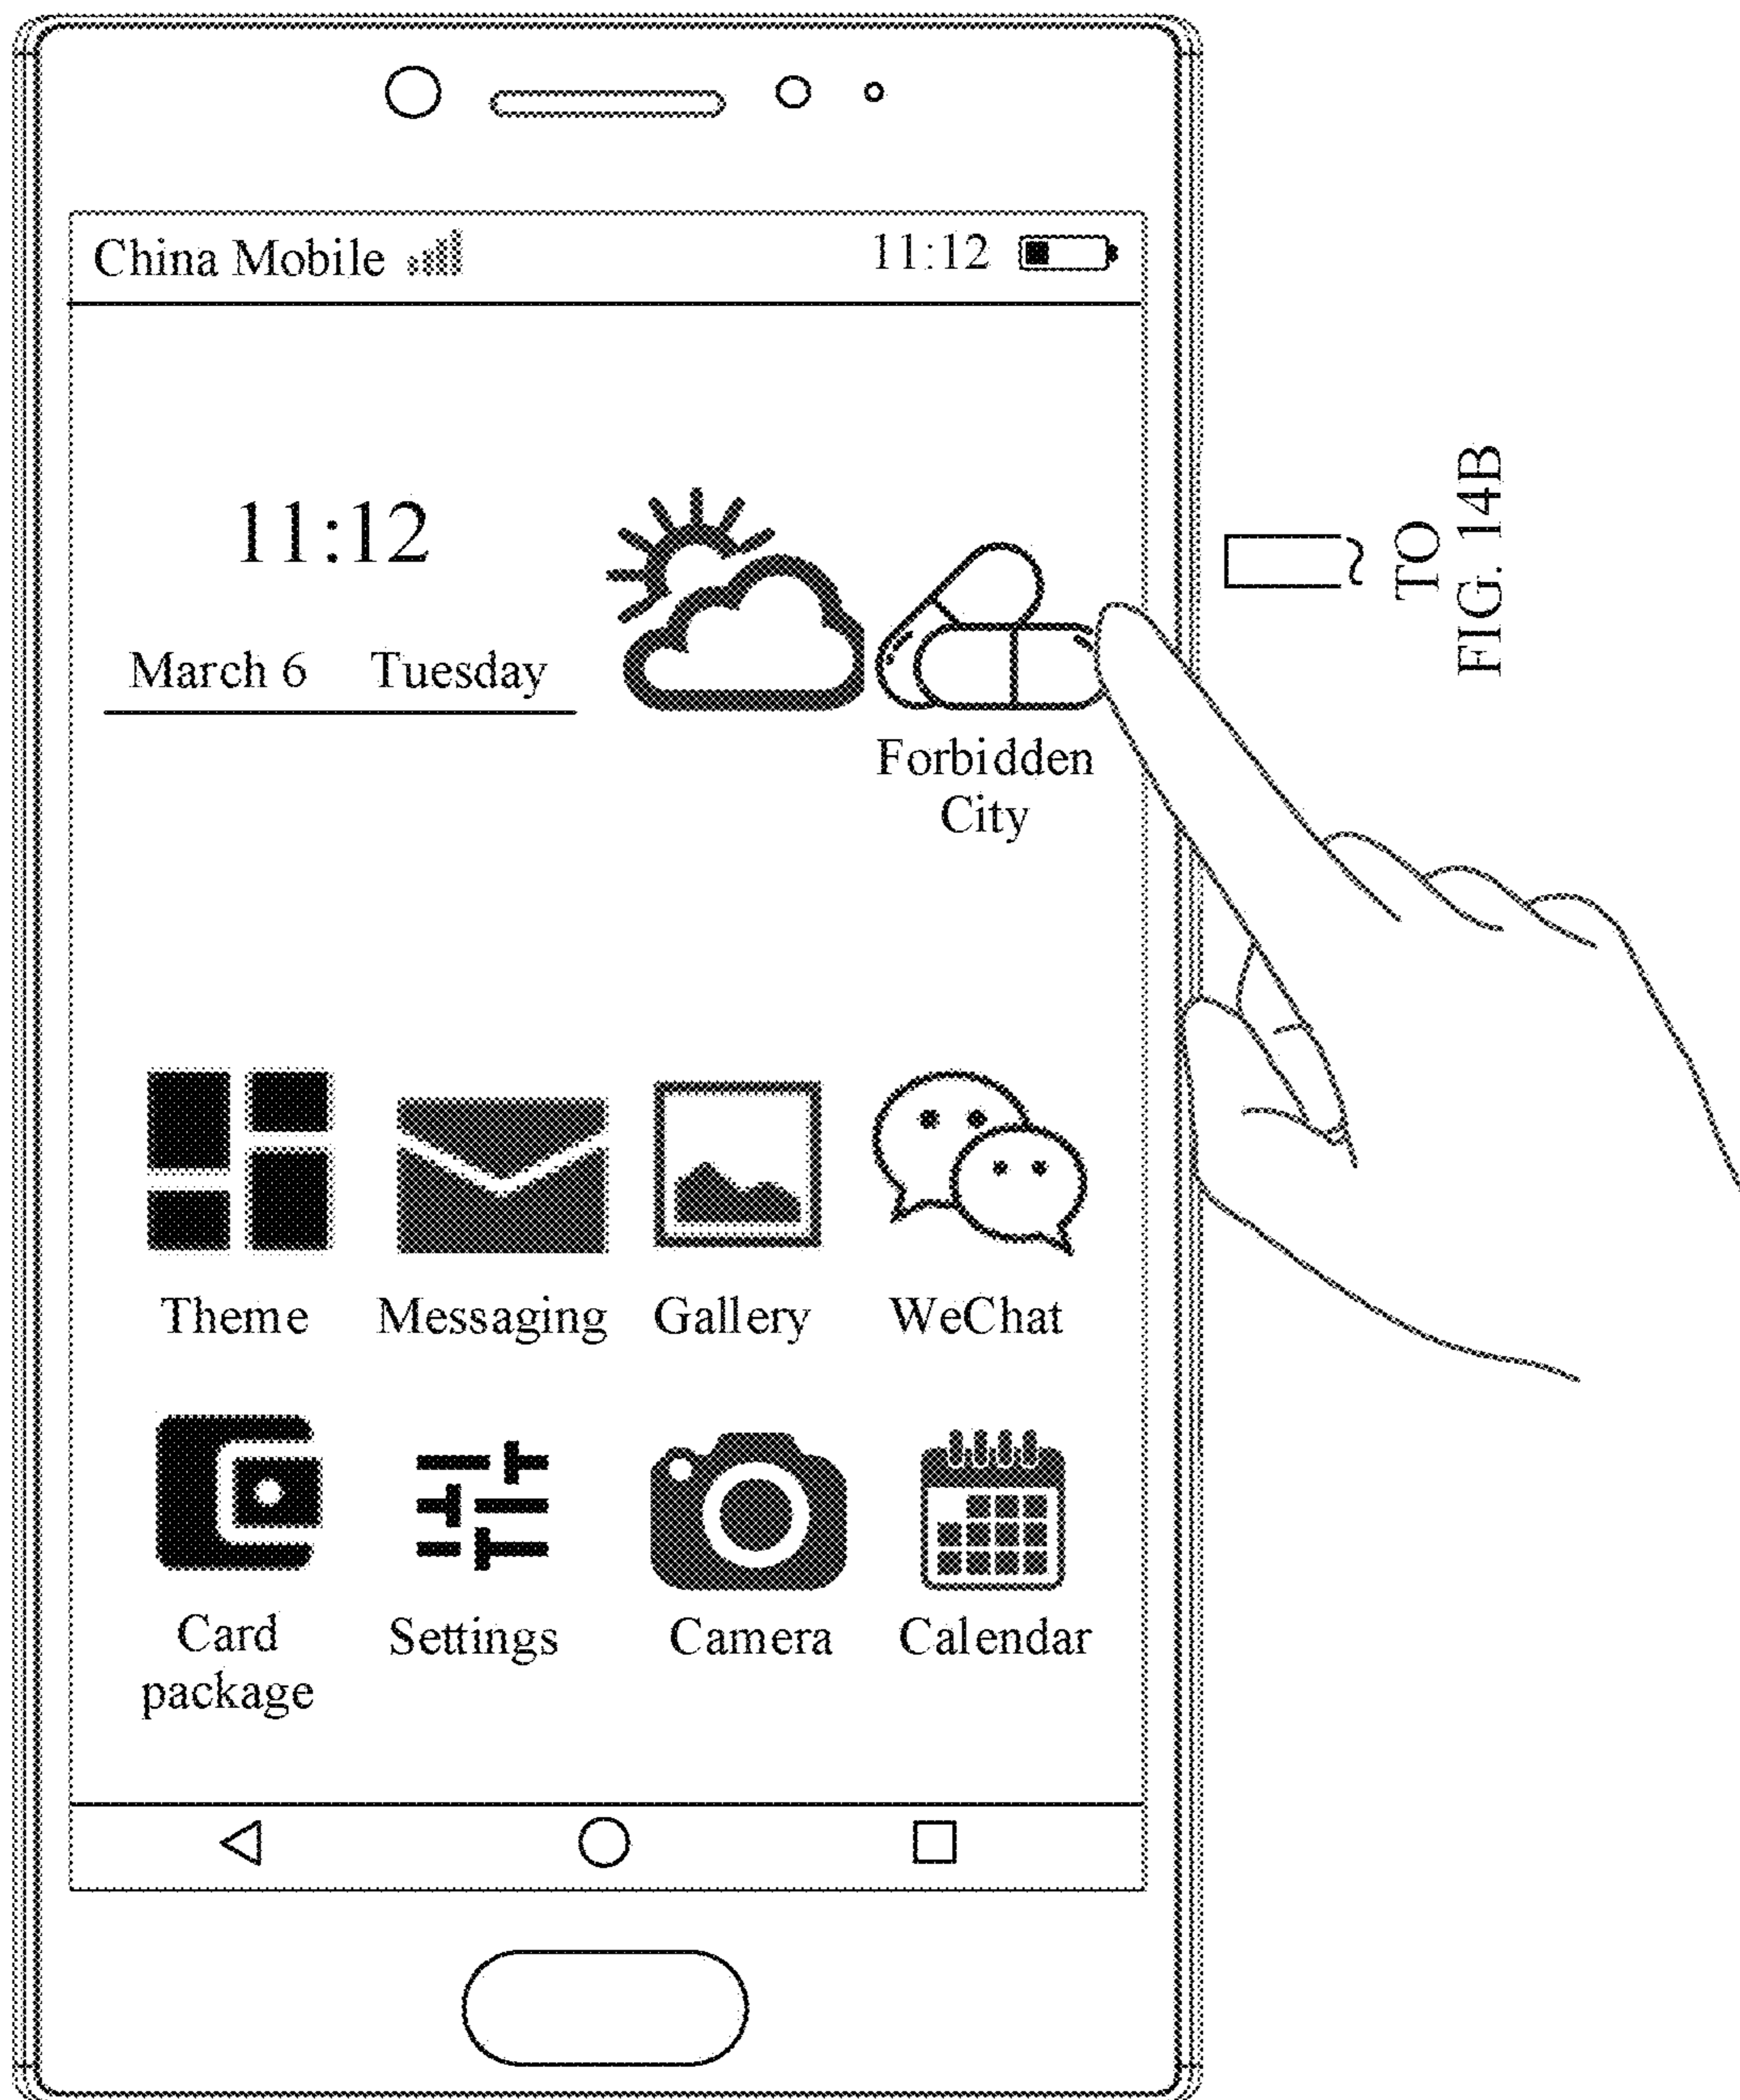 China Mobile 11:12
11:12
March 6 Tuesday
Forbidden
City
TO
FIG. 14B
Theme Messaging Gallery WeChat
Card Settings Camera Calendar
package